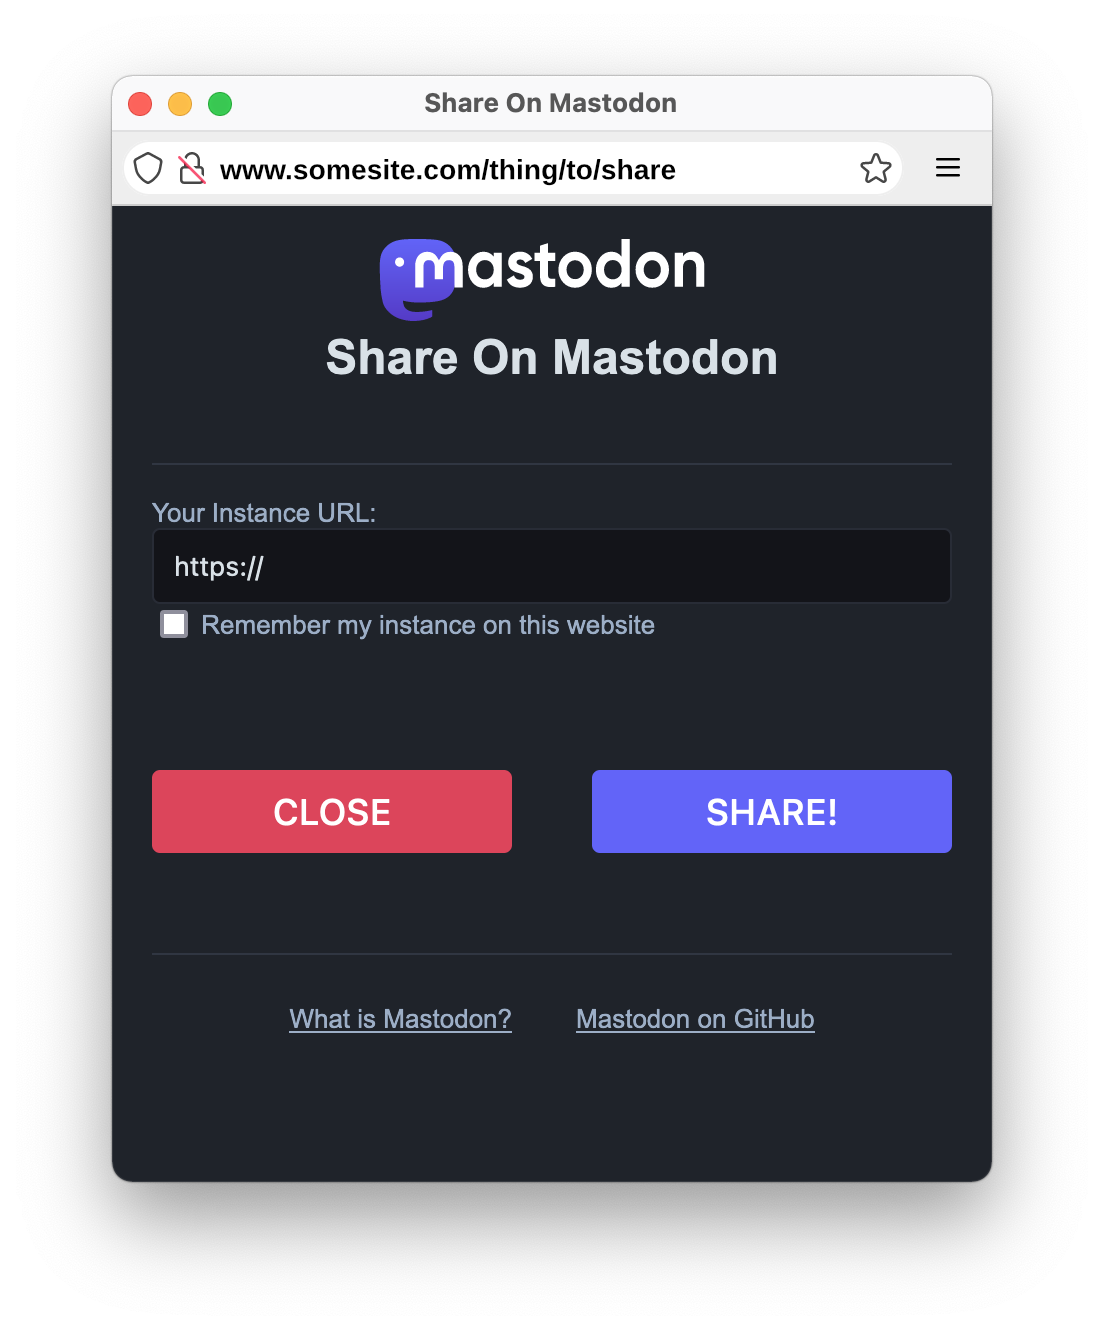 Share On Mastodon
www.somesite.com/thing/to/share
mastodon
Share On Mastodon
Your Instance URL:
https://
Remember my instance on this website
CLOSE
SHARE!
What is Mastodon?
Mastodon on GitHub